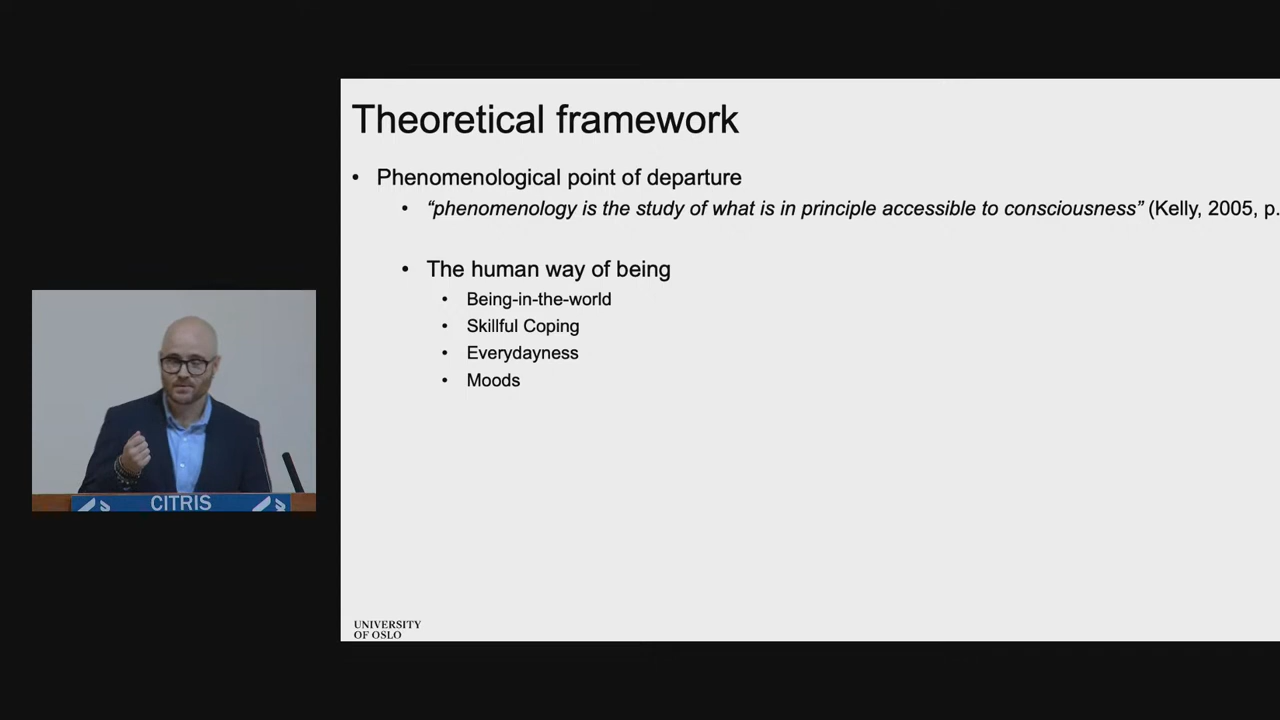 Theoretical framework
• Phenomenological point of departure
• “phenomenology is the study of what is in principle accessible to consciousness” (Kelly, 2005, p.
• The human way of being
• Being-in-the-world
• Skillful Coping
• Everydayness
• Moods
CITRIS
UNIVERSITY
OF OSLO